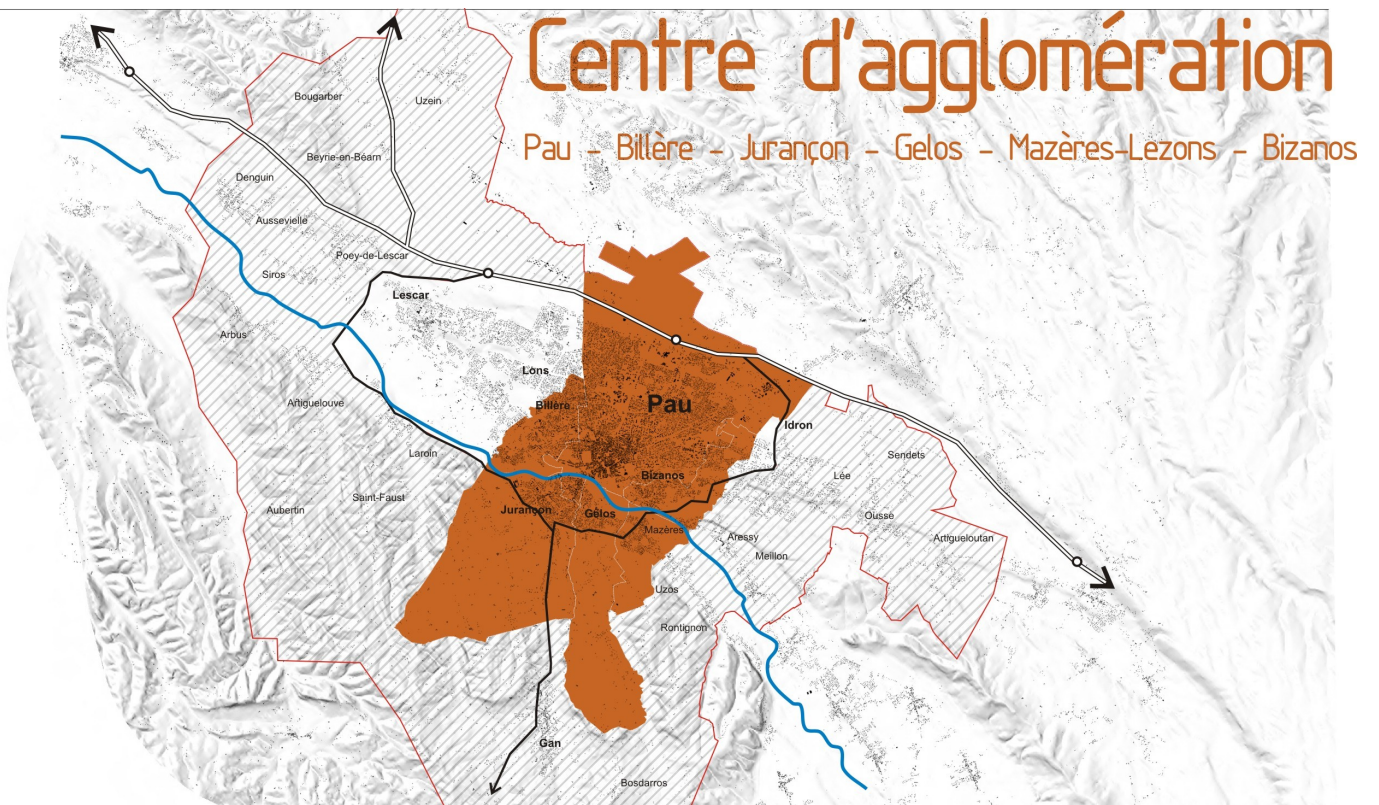 Centre d'agglomération
Pau - Billère - Jurançon - Gelos - Mazères-Lezons - Bizanos
Bougarber
Uzein
Beyrie-en-Béarn
Denguin
Aussevielle
Poey-de-Lescar
Siros
Lescar
Arbus
Lons
Artiguelouve
Billère
Pau
Idron
Laroin
Sendets
Lée
Bizanos
Saint-Faust
Aubertin
Jurançon
Gelos
Ousse
Mazères
Aressy
Artigueloutan
Meillon
Uzos
Rontignon
Gan
Bosdarros